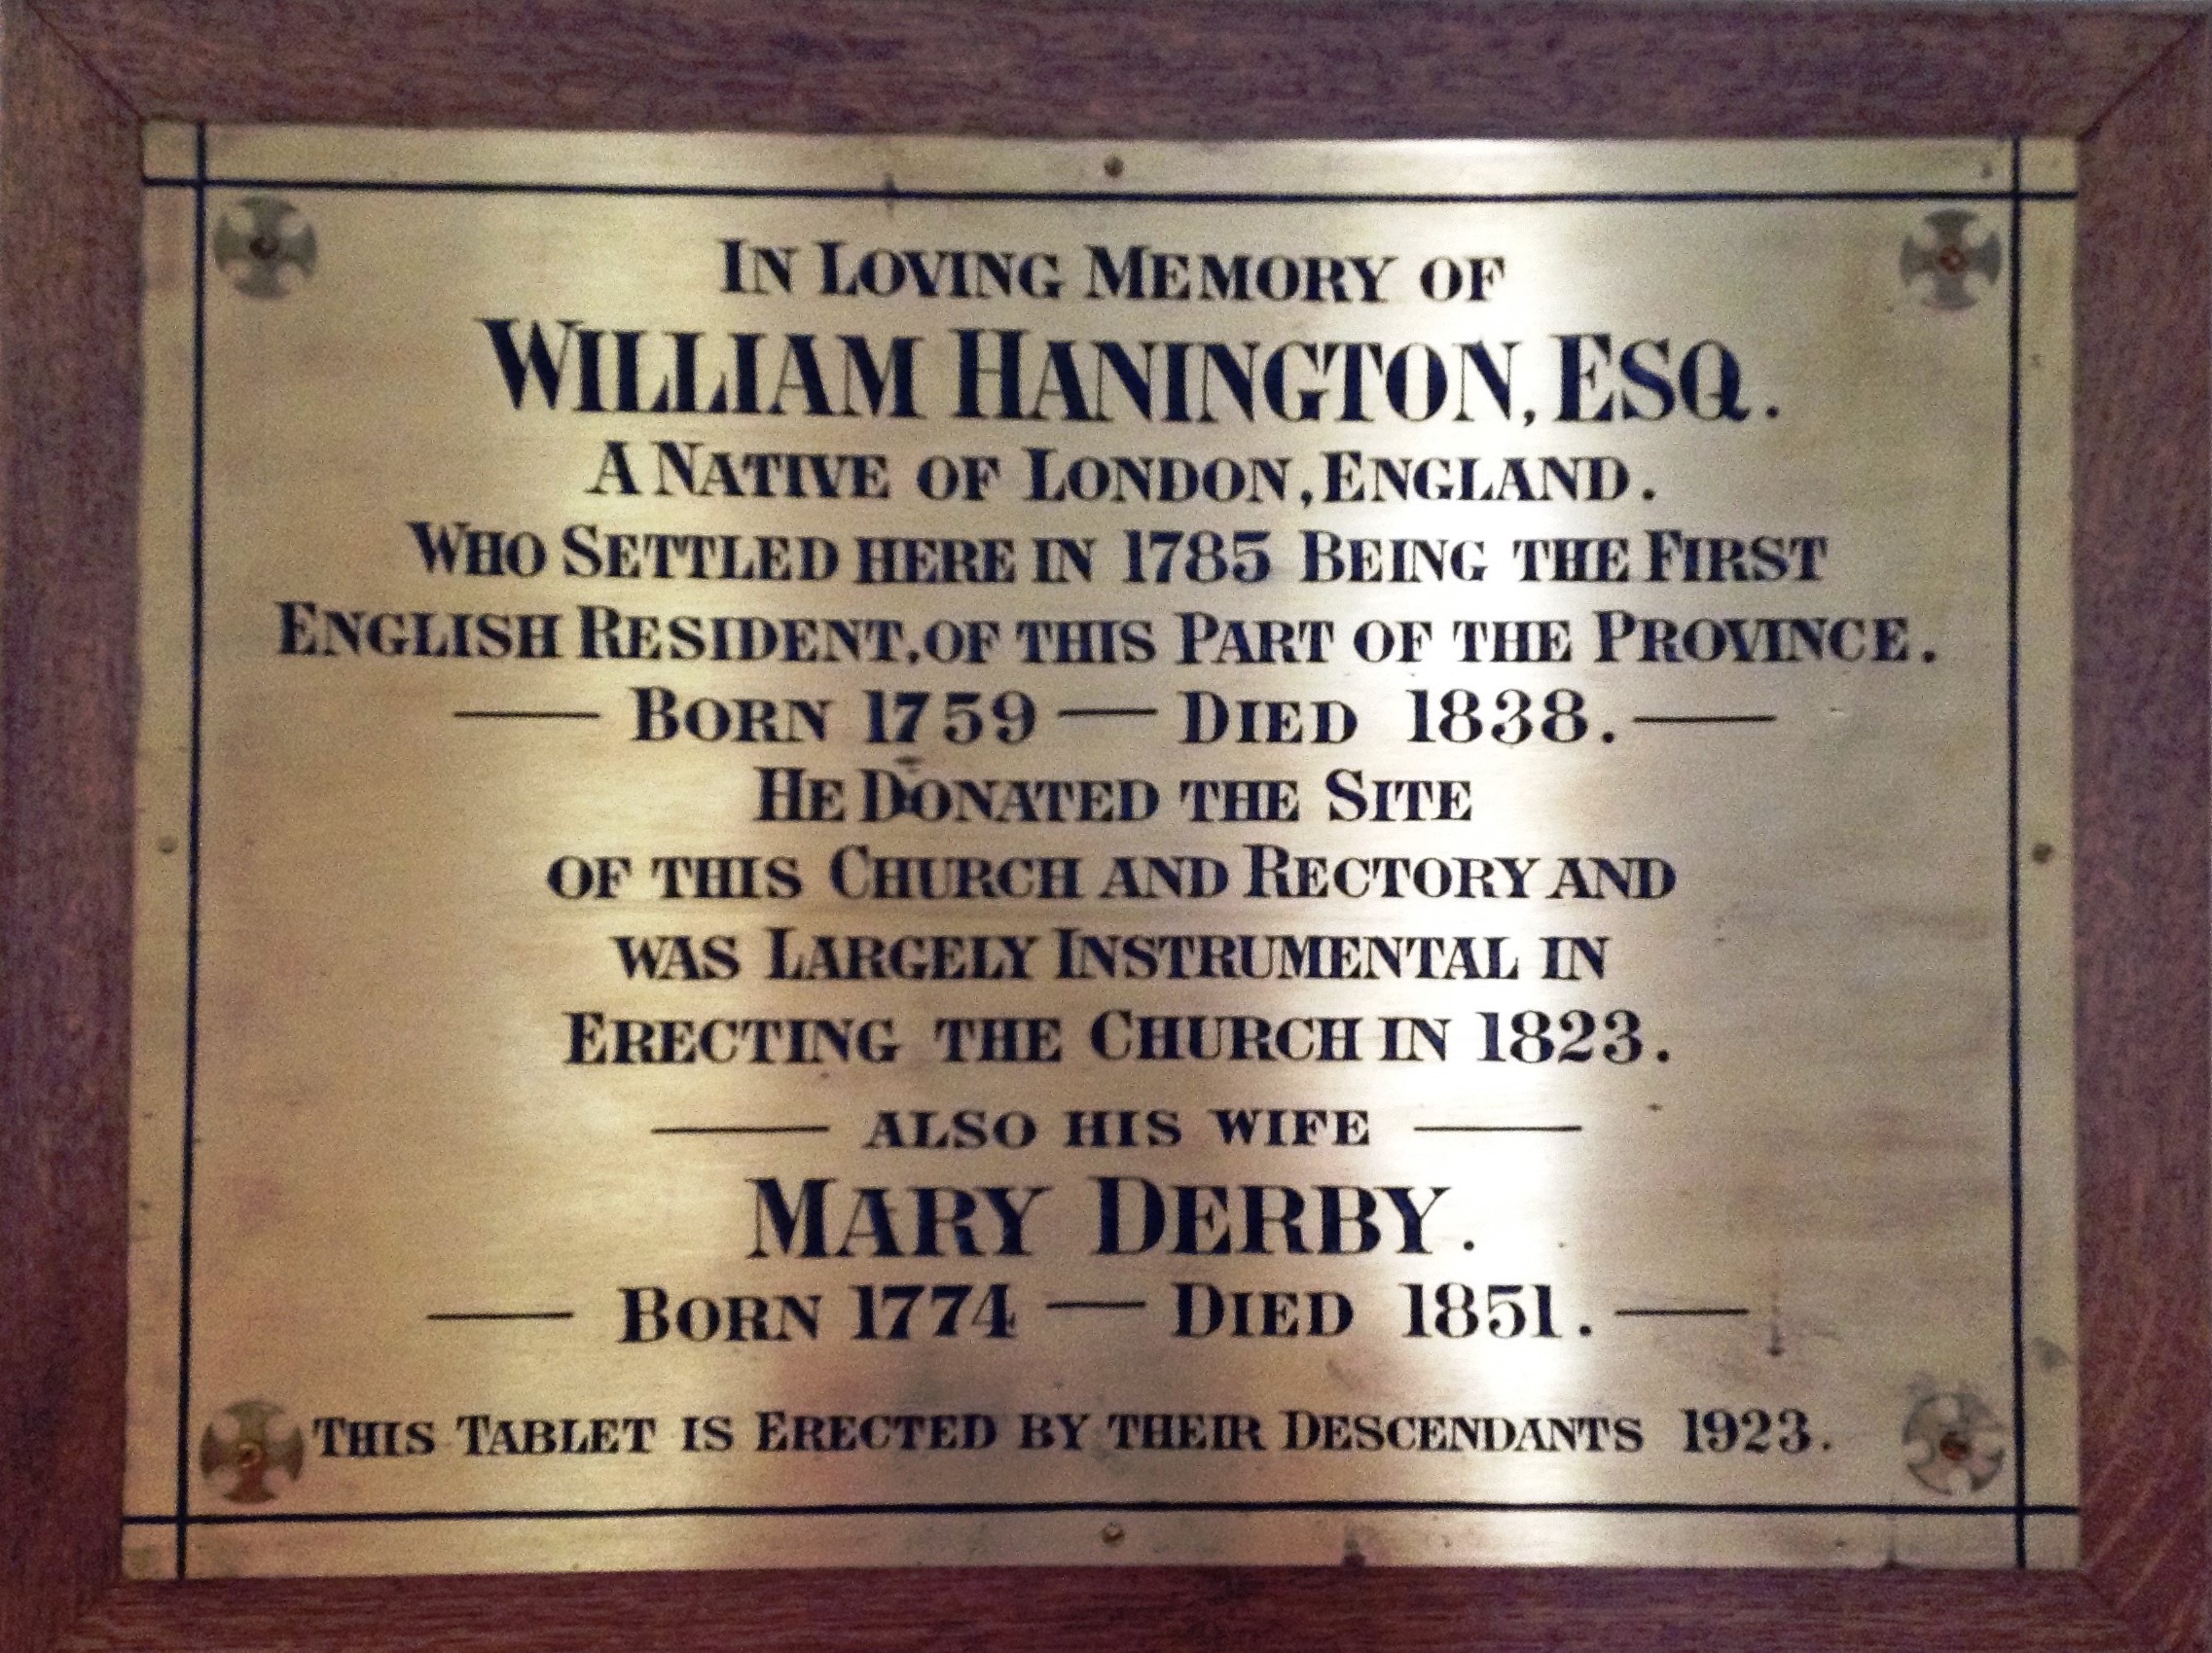 In Loving Memory of
William Hanington, Esq.
A Native of London, England.
Who Settled here in 1785 Being the First
English Resident, of this Part of the Province.
— Born 1759 — Died 1838. —
He Donated the Site
of this Church and Rectory and
was Largely Instrumental in
Erecting the Church in 1823.
— also his wife —
Mary Derby.
— Born 1774 — Died 1851. —
This Tablet is Erected by their Descendants 1923.